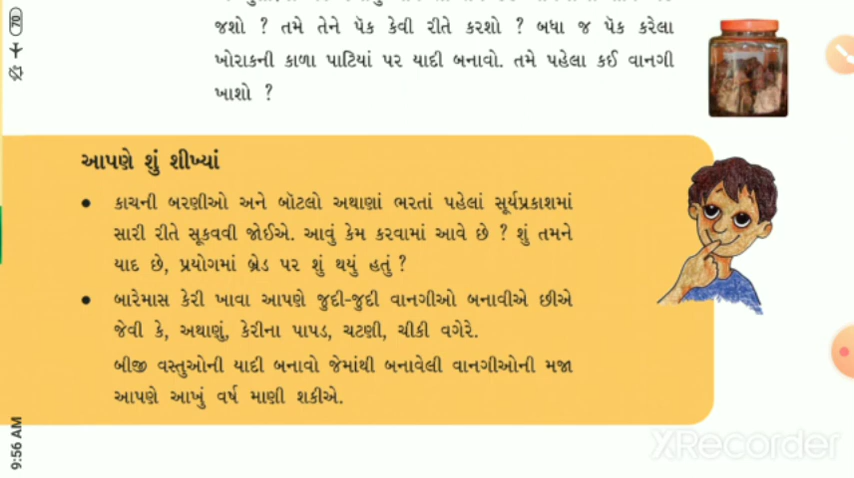 જશો ? તમે તેને પૅક કેવી રીતે કરશો ? બધા જ પૅક કરેલા
ખોરાકની કાળા પાટિયાં પર યાદી બનાવો. તમે પહેલા કઈ વાનગી
ખાશો ?
આપણે શું શીખ્યાં
• કાચની બરણીઓ અને બૉટલો અથાણાં ભરતાં પહેલાં સૂર્યપ્રકાશમાં
સારી રીતે સૂકવવી જોઈએ. આવું કેમ કરવામાં આવે છે ? શું તમને
યાદ છે, પ્રયોગમાં બ્રેડ પર શું થયું હતું ?
• બારેમાસ કેરી ખાવા આપણે જુદી-જુદી વાનગીઓ બનાવીએ છીએ
જેવી કે, અથાણું, કેરીના પાપડ, ચટણી, ચીકી વગેરે.
બીજી વસ્તુઓની યાદી બનાવો જેમાંથી બનાવેલી વાનગીઓની મજા
આપણે આખું વર્ષ માણી શકીએ.
70
9:56 AM
XRecorder